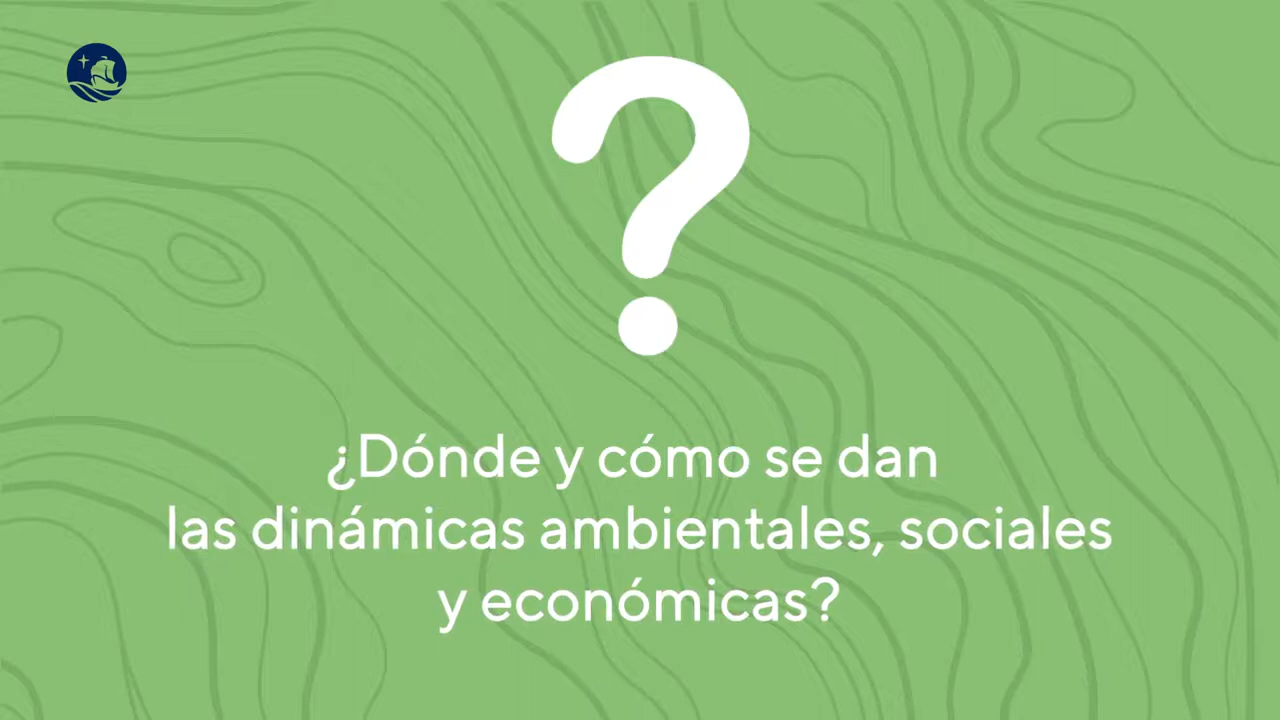 ?
¿Dónde y cómo se dan
las dinámicas ambientales, sociales
y económicas?